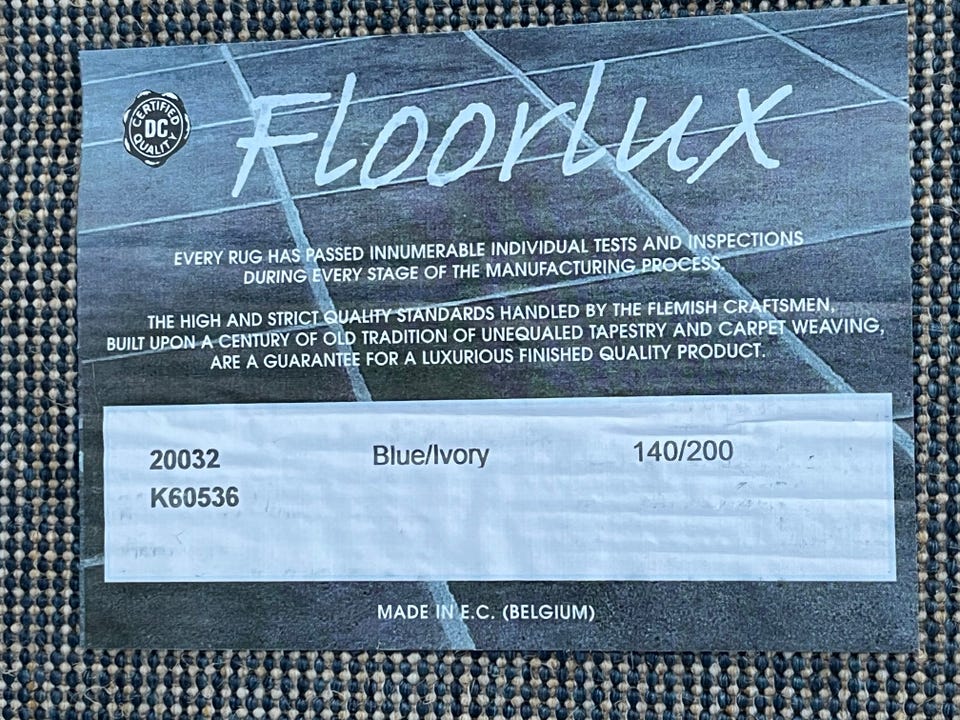 CERTIFIED
DC
QUALITY
Floorlux
EVERY RUG HAS PASSED INNUMERABLE INDIVIDUAL TESTS AND INSPECTIONS
DURING EVERY STAGE OF THE MANUFACTURING PROCESS.
THE HIGH AND STRICT QUALITY STANDARDS HANDLED BY THE FLEMISH CRAFTSMEN,
BUILT UPON A CENTURY OF OLD TRADITION OF UNEQUALED TAPESTRY AND CARPET WEAVING,
ARE A GUARANTEE FOR A LUXURIOUS FINISHED QUALITY PRODUCT.
20032 Blue/Ivory 140/200
K60536
MADE IN E.C. (BELGIUM)